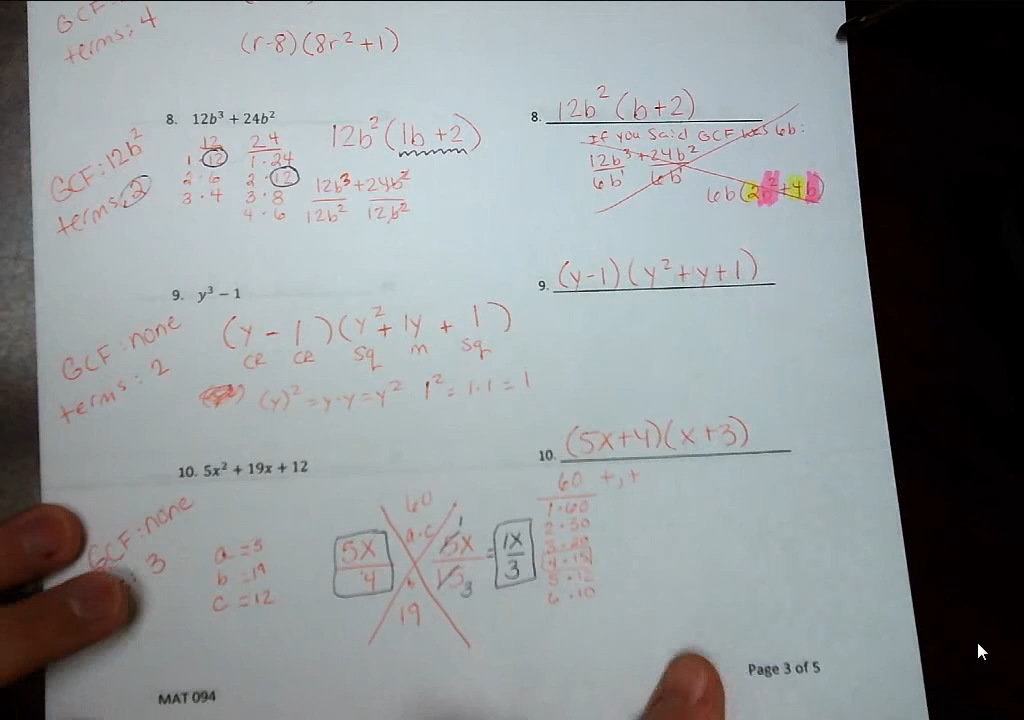 GCF
terms: 4
(r-8)(8r² +1)
8. 12b³ + 24b²
GCF: 12b²
terms: 2
12
1 · 12
2 · 6
3 · 4
24
1 · 24
2 · 12
3 · 8
4 · 6
12b² (1b +2)
12b³+24b²
12b² 12b²
8. 12b² (b+2)
If you said GCF was 6b:
12b³+24b²
6b¹ 6b¹
6b(2b²+4b)
9. y³ – 1
GCF: none
terms: 2
(y - 1)(y² + 1y + 1)
CR CR Sq m Sq
(y)² = y·y = y² 1² = 1·1 = 1
9. (y-1)(y²+y+1)
10. 5x² + 19x + 12
GCF: none
3
a = 5
b = 19
c = 12
60
a·c
5x
4
1
5x
15 3
=
1x
3
19
10. (5x+4)(x+3)
60 +,+
1·60
2·30
3·20
4·15
5·12
6·10
MAT 094
Page 3 of 5